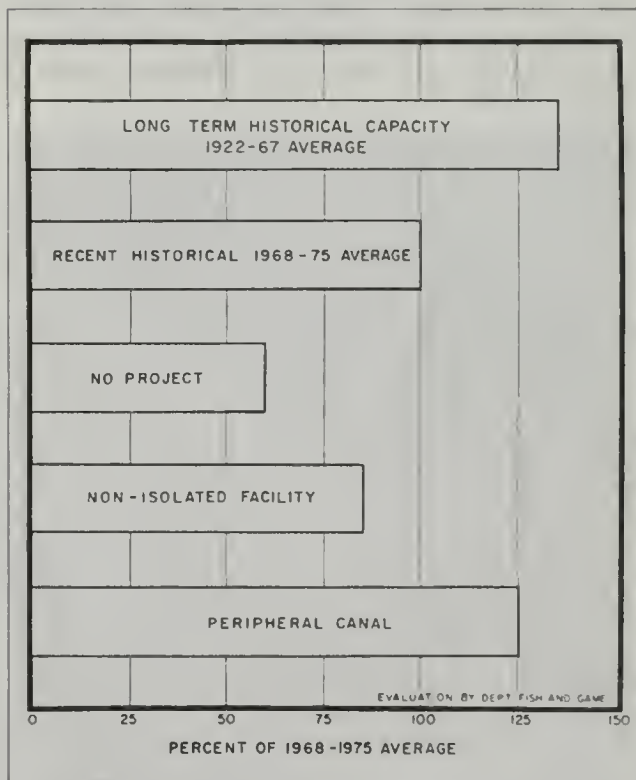 LONG TERM HISTORICAL CAPACITY
1922-67 AVERAGE
RECENT HISTORICAL 1968-75 AVERAGE
NO PROJECT
NON-ISOLATED FACILITY
PERIPHERAL CANAL
EVALUATION BY DEPT FISH AND GAME
0 25 50 75 100 125 150
PERCENT OF 1968-1975 AVERAGE